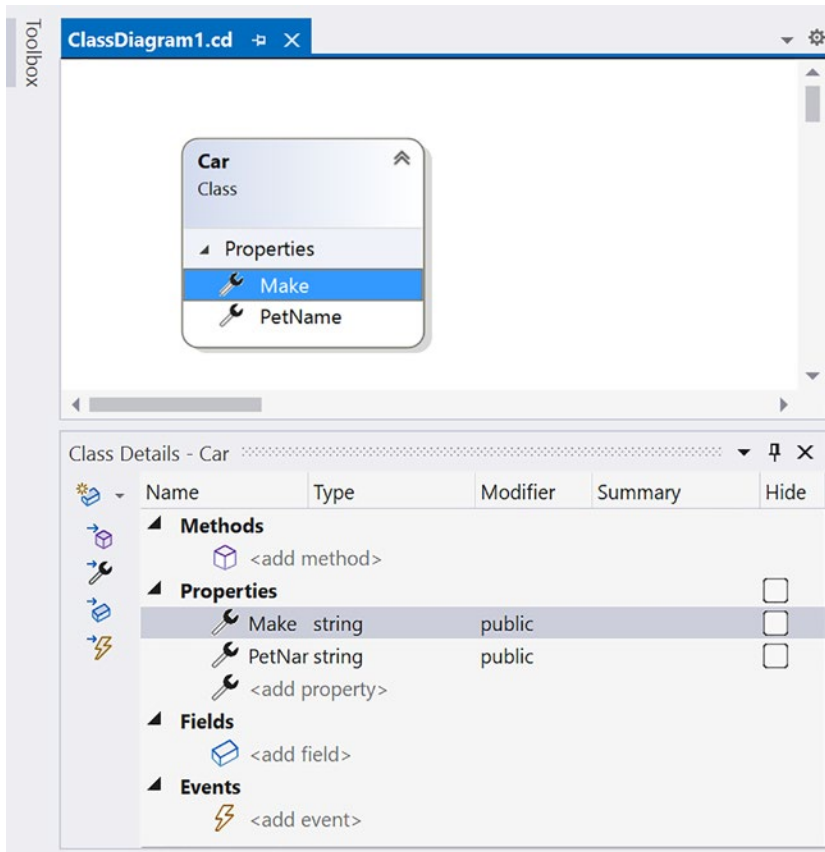 Toolbox
ClassDiagram1.cd
Car
Class
Properties
Make
PetName
Class Details - Car
Name Type Modifier Summary Hide
Methods
<add method>
Properties
Make string public
PetNar string public
<add property>
Fields
<add field>
Events
<add event>